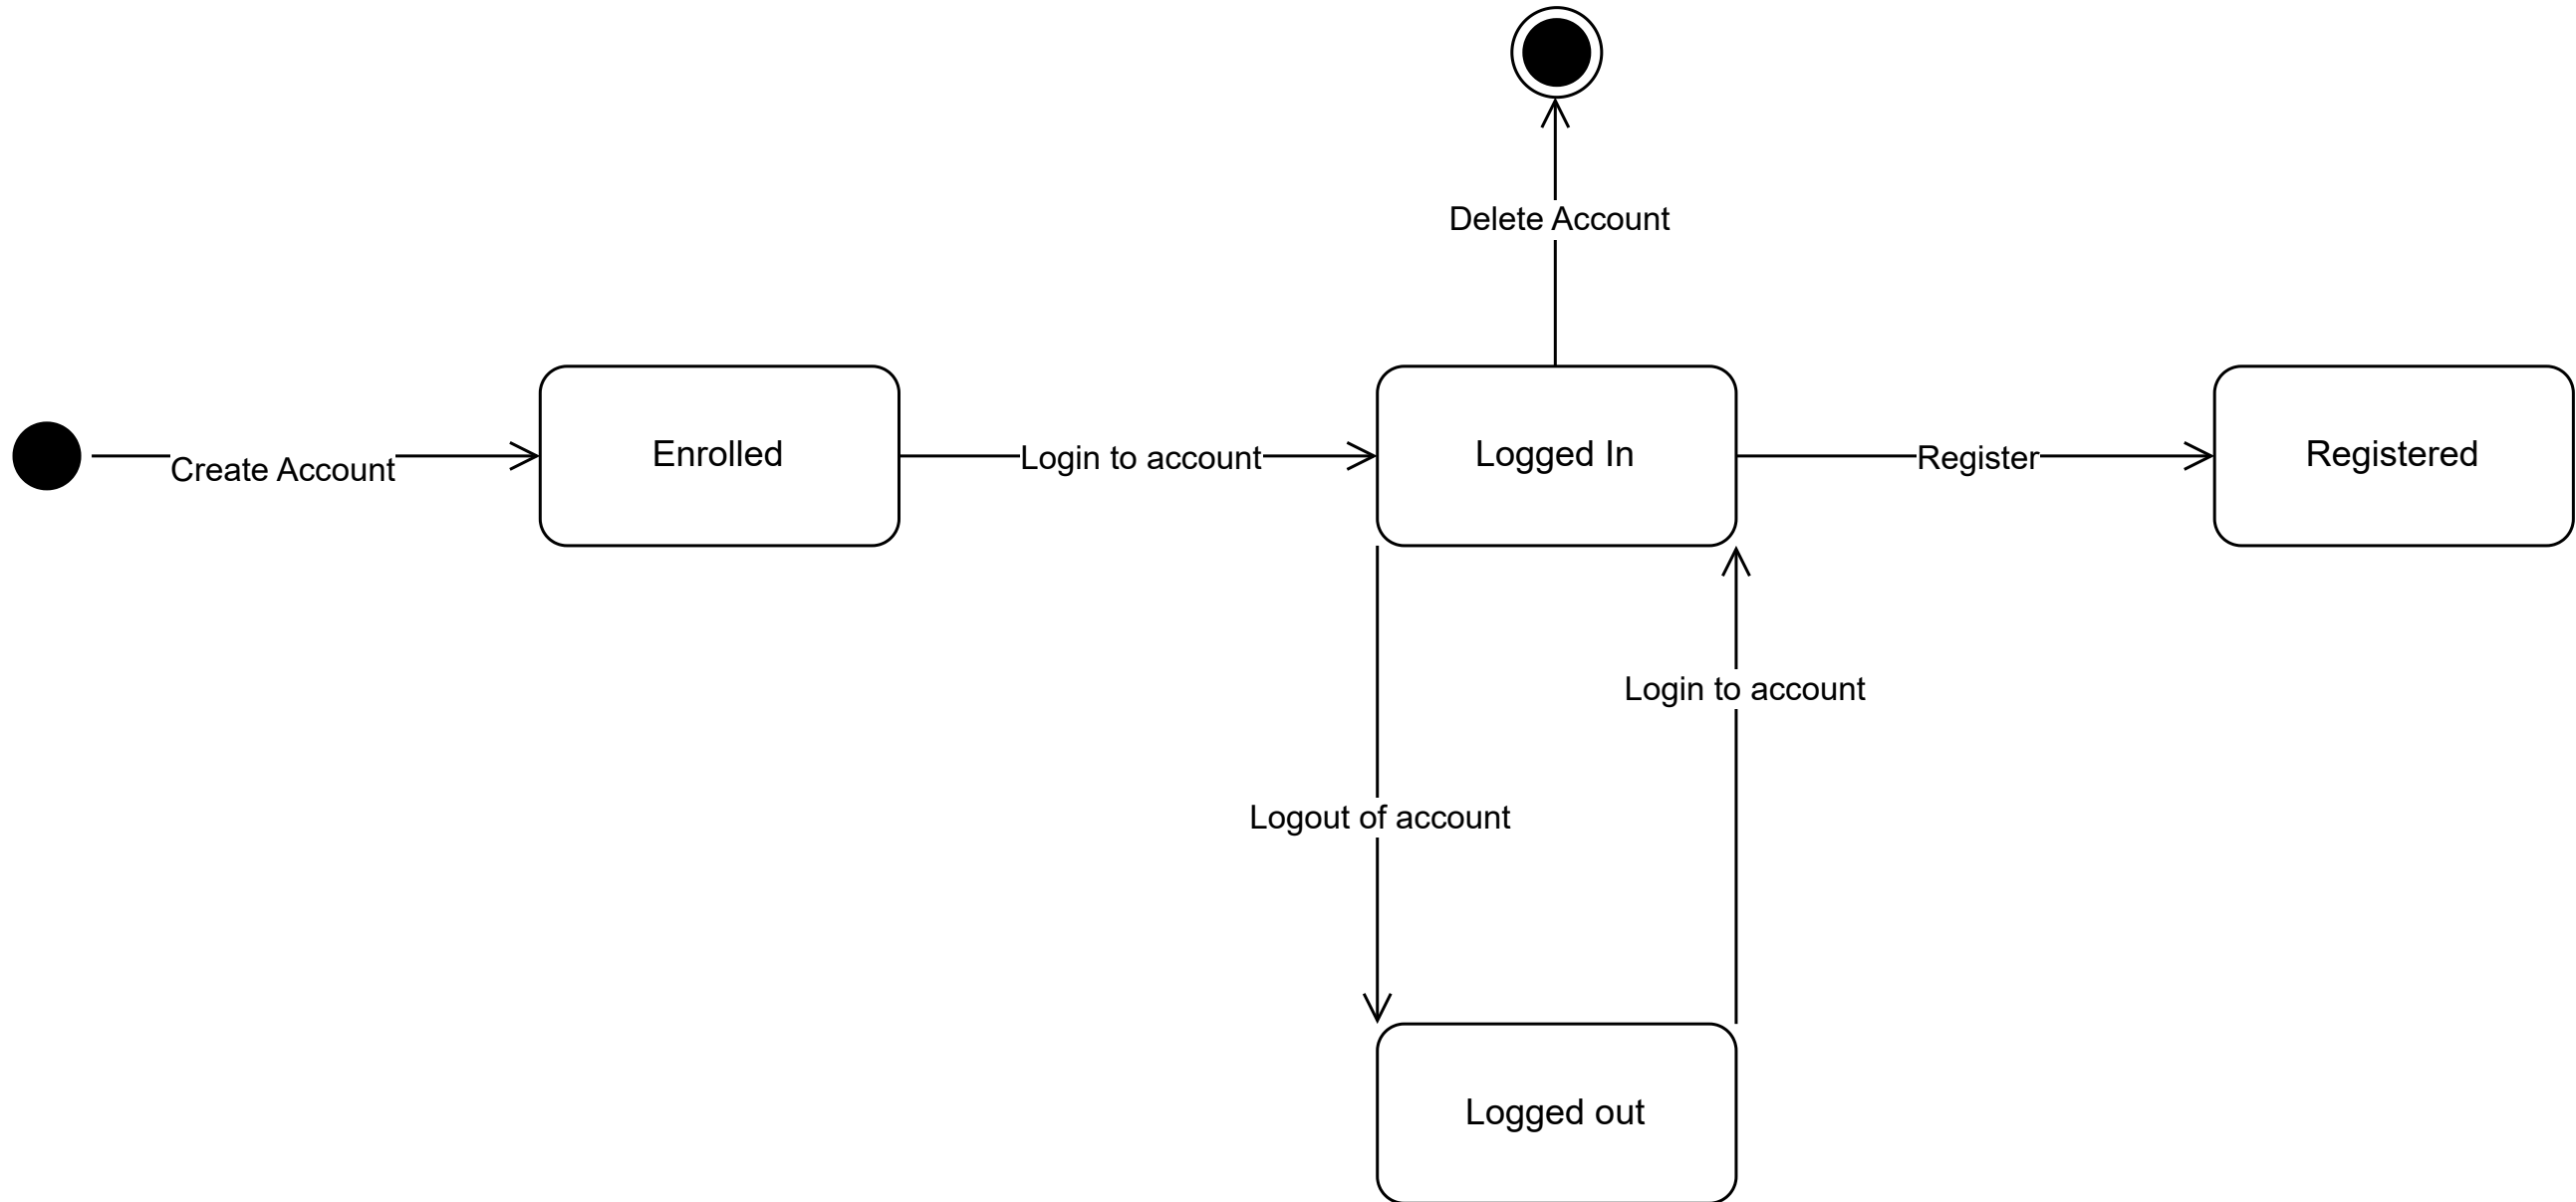 Delete Account
Create Account
Enrolled
Login to account
Logged In
Register
Registered
Login to account
Logout of account
Logged out